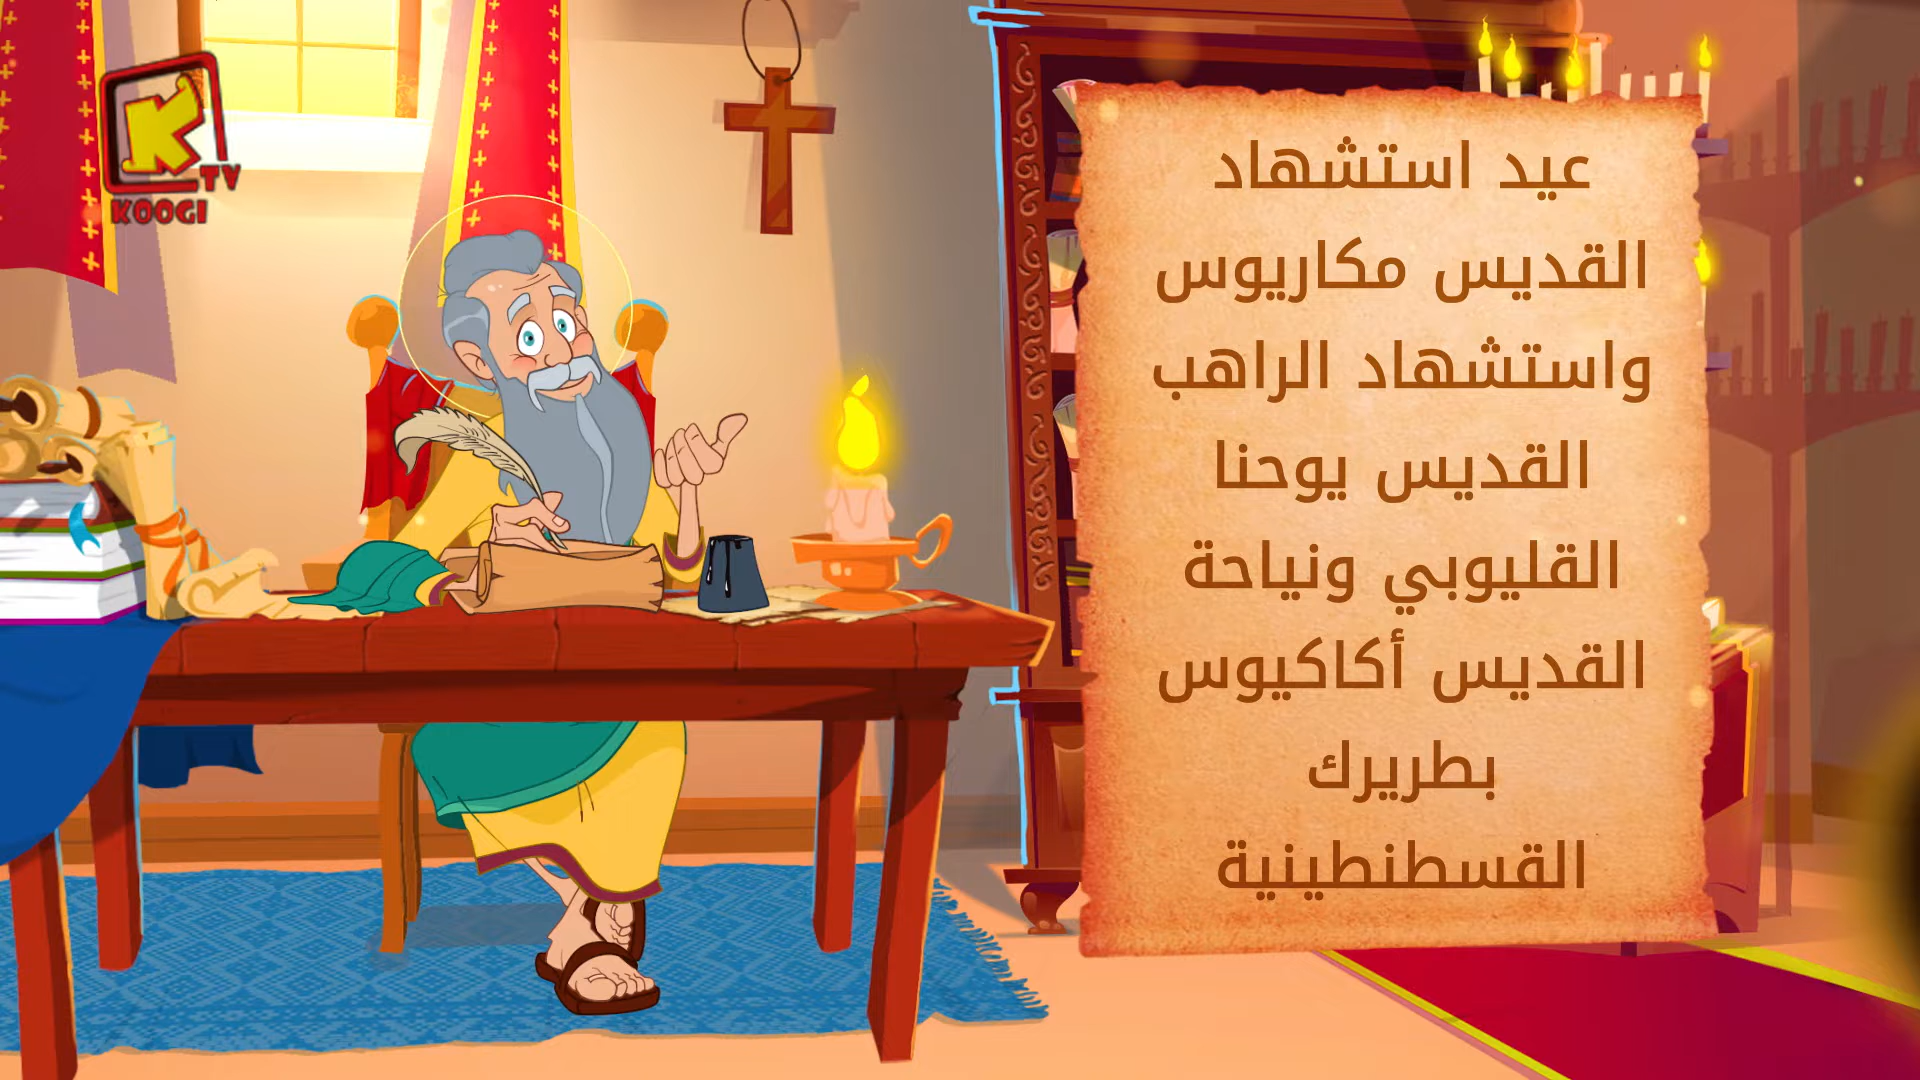 K
TV
KOOGI
عيد استشهاد
القديس مكاريوس
واستشهاد الراهب
القديس يوحنا
القليوبي ونياحة
القديس أكاكيوس
بطريرك
القسطنطينية